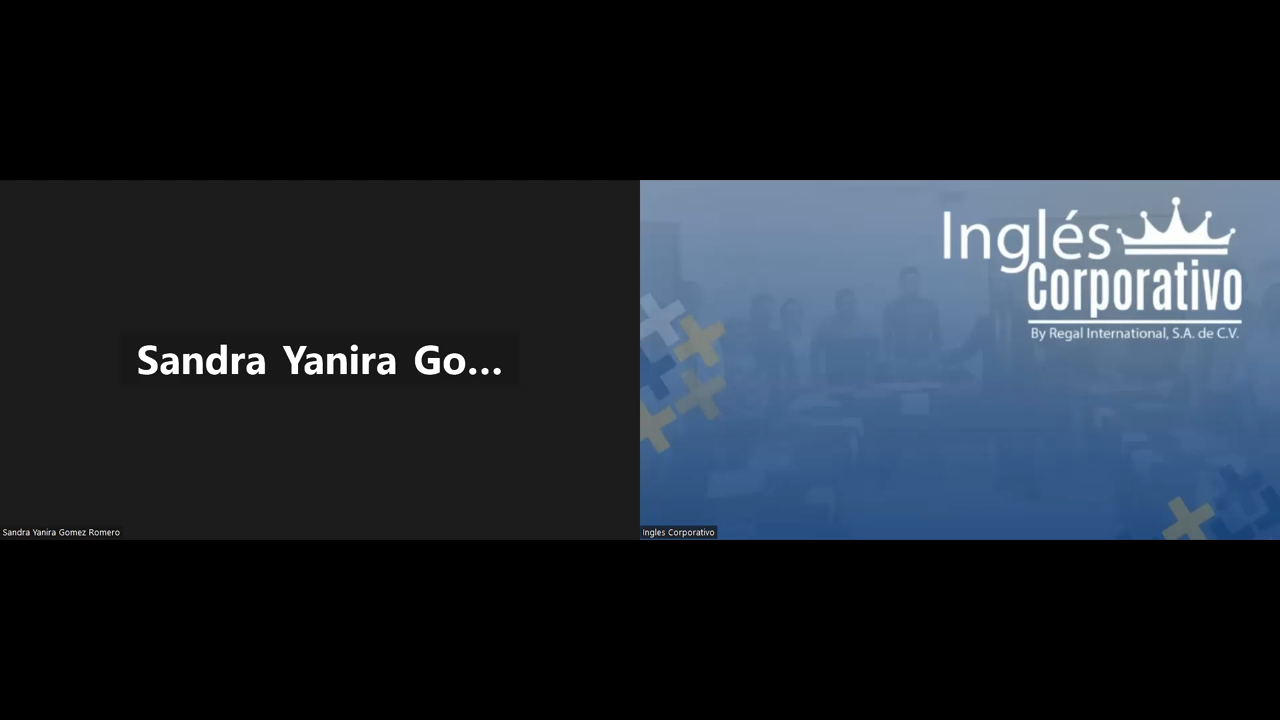 Sandra Yanira Go...
Sandra Yanira Gomez Romero
Inglés
Corporativo
By Regal International, S.A. de C.V.
Ingles Corporativo